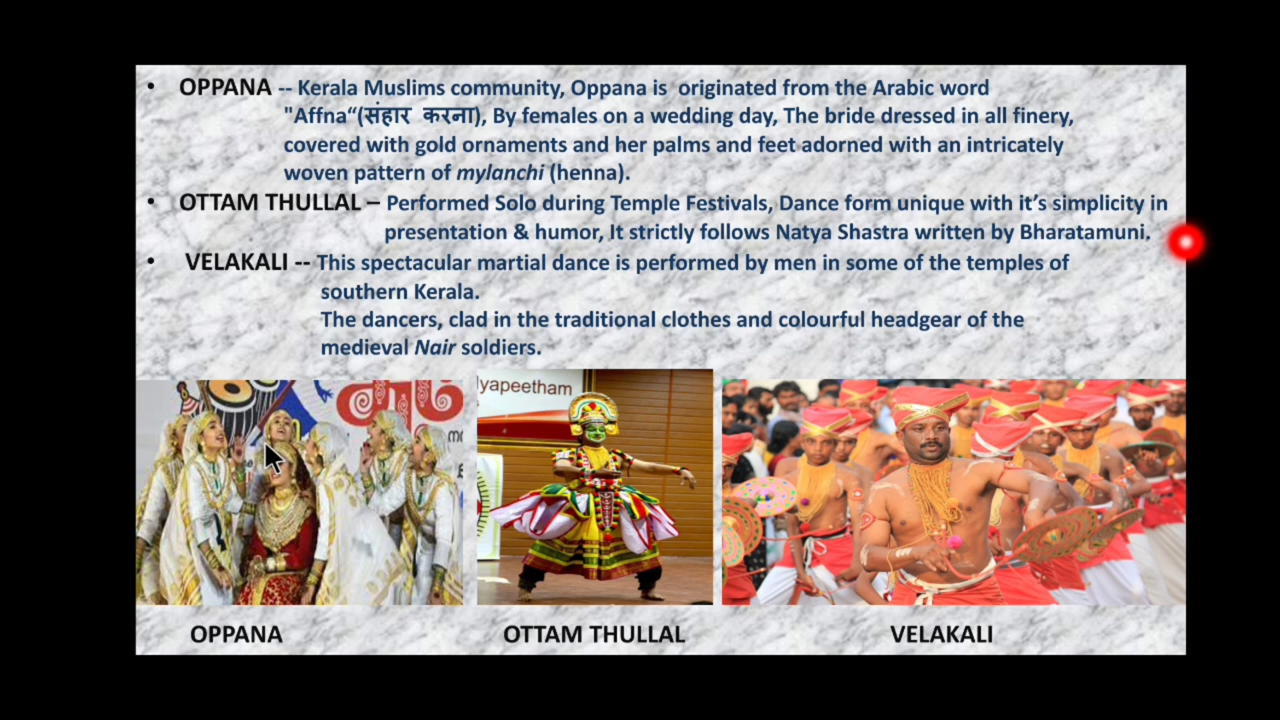 • OPPANA -- Kerala Muslims community, Oppana is originated from the Arabic word
"Affna“(संहार करना), By females on a wedding day, The bride dressed in all finery,
covered with gold ornaments and her palms and feet adorned with an intricately
woven pattern of mylanchi (henna).
• OTTAM THULLAL – Performed Solo during Temple Festivals, Dance form unique with it’s simplicity in
presentation & humor, It strictly follows Natya Shastra written by Bharatamuni.
• VELAKALI -- This spectacular martial dance is performed by men in some of the temples of
southern Kerala.
The dancers, clad in the traditional clothes and colourful headgear of the
medieval Nair soldiers.
lyapeetham
OPPANA
OTTAM THULLAL
VELAKALI